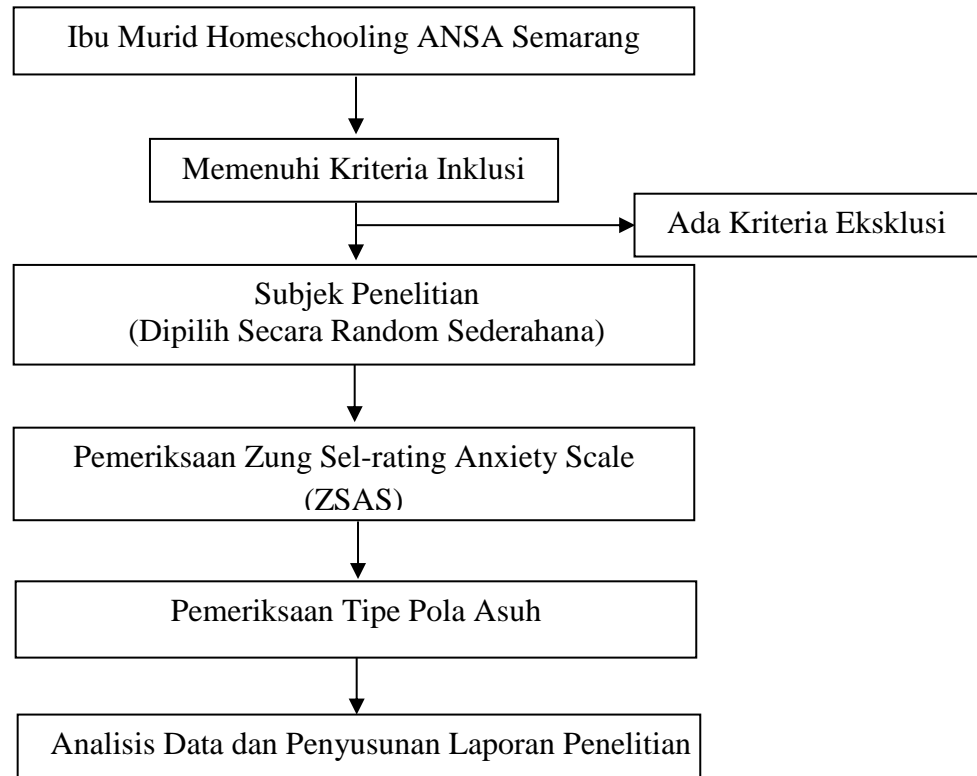 Ibu Murid Homeschooling ANSA Semarang
Memenuhi Kriteria Inklusi
Ada Kriteria Eksklusi
Subjek Penelitian
(Dipilih Secara Random Sederahana)
Pemeriksaan Zung Sel-rating Anxiety Scale
(ZSAS)
Pemeriksaan Tipe Pola Asuh
Analisis Data dan Penyusunan Laporan Penelitian